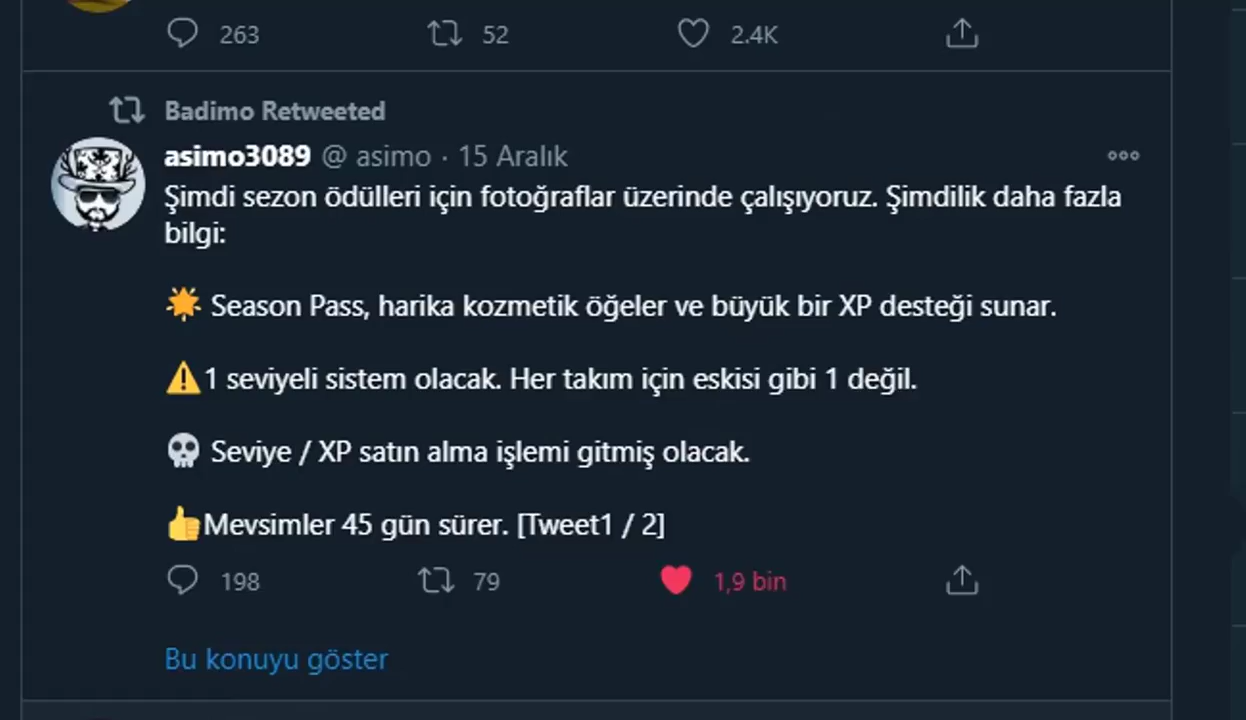 263 52 2.4K
Badimo Retweeted
asimo3089 @ asimo · 15 Aralık
Şimdi sezon ödülleri için fotoğraflar üzerinde çalışıyoruz. Şimdilik daha fazla
bilgi:
🌟 Season Pass, harika kozmetik öğeler ve büyük bir XP desteği sunar.
⚠️1 seviyeli sistem olacak. Her takım için eskisi gibi 1 değil.
💀 Seviye / XP satın alma işlemi gitmiş olacak.
👍Mevsimler 45 gün sürer. [Tweet1 / 2]
198 79 1,9 bin
Bu konuyu göster